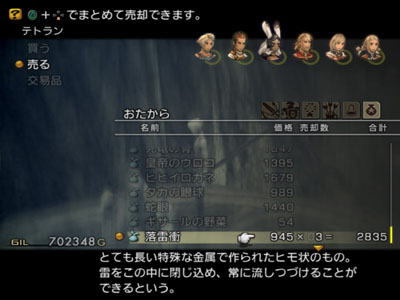 でまとめて売却できます。
テトラン
買う
売る
交易品
おたから
名前 価格 売却数 合計
皇帝のウロコ 1395
ヒヒイロカネ 1679
タカの眼球 989
蛇眼 1440
ギサールの野菜 54
落雷衝 945× 3= 2835
GIL 702348G
とても長い特殊な金属で作られたヒモ状のもの。
雷をこの中に閉じ込め、常に流しつづけることが
できるという。